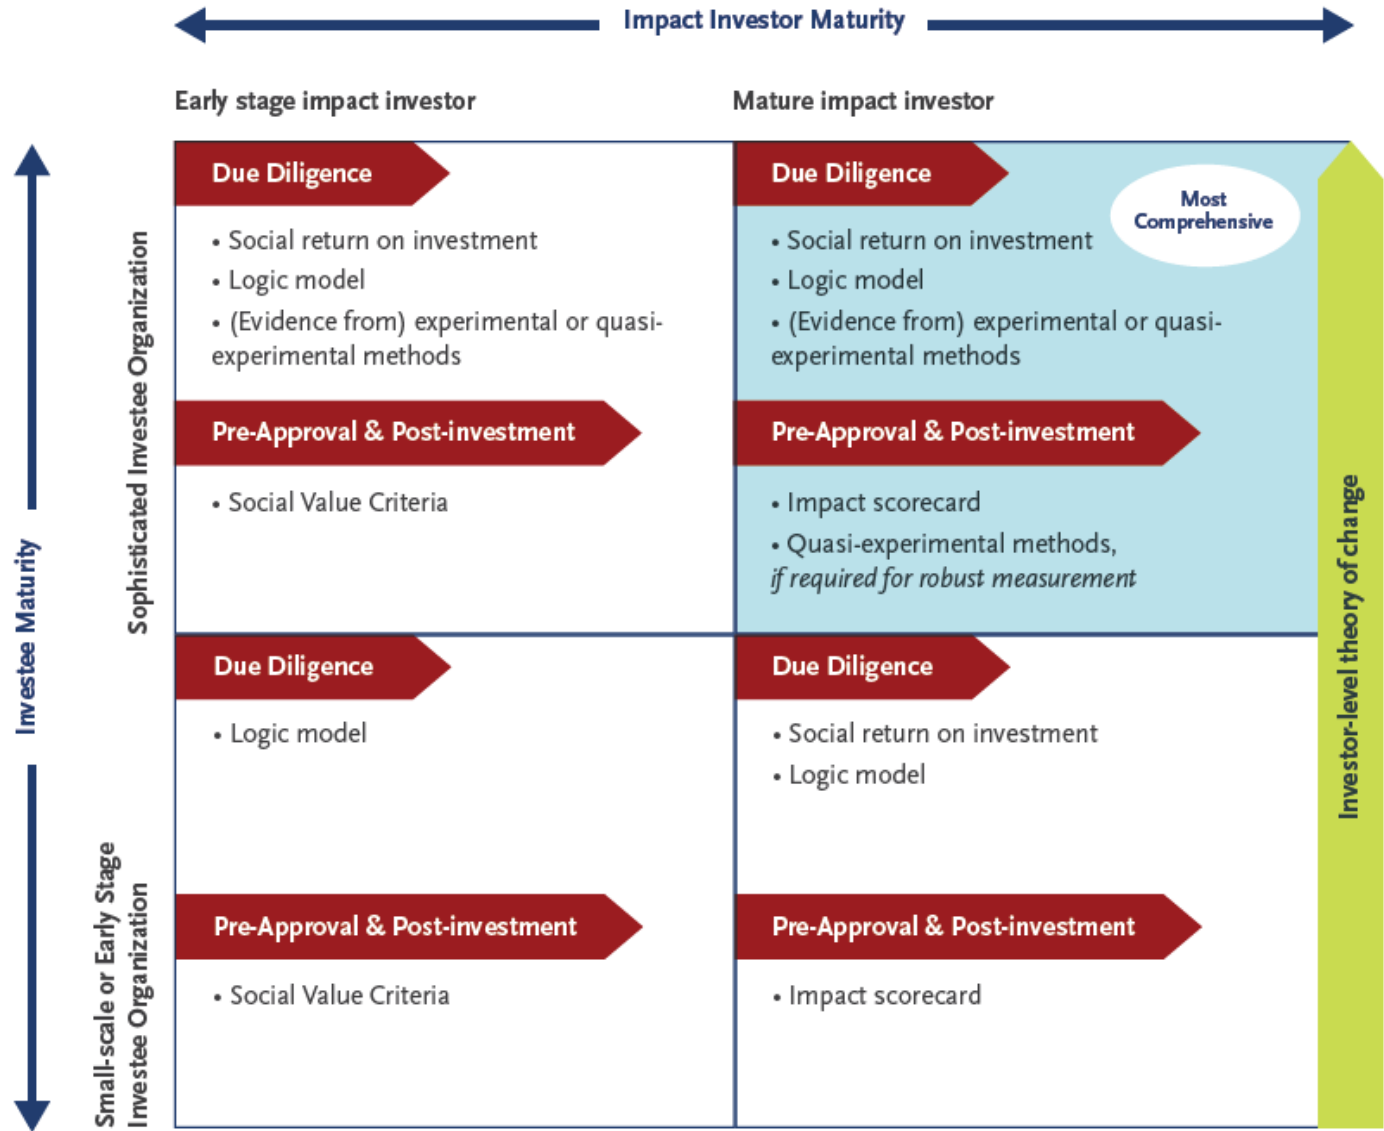 Impact Investor Maturity
Early stage impact investor
Mature impact investor
Investee Maturity
Sophisticated Investee Organization
Due Diligence
• Social return on investment
• Logic model
• (Evidence from) experimental or quasi-
experimental methods
Pre-Approval & Post-investment
• Social Value Criteria
Due Diligence
Most
Comprehensive
• Social return on investment
• Logic model
• (Evidence from) experimental or quasi-
experimental methods
Pre-Approval & Post-investment
• Impact scorecard
• Quasi-experimental methods,
if required for robust measurement
Small-scale or Early Stage
Investee Organization
Due Diligence
• Logic model
Pre-Approval & Post-investment
• Social Value Criteria
Due Diligence
• Social return on investment
• Logic model
Pre-Approval & Post-investment
• Impact scorecard
Investor-level theory of change